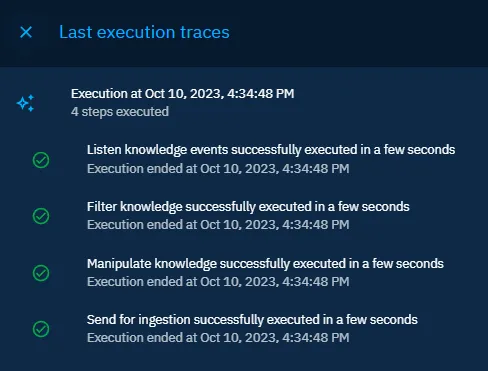 Last execution traces
Execution at Oct 10, 2023, 4:34:48 PM
4 steps executed
Listen knowledge events successfully executed in a few seconds
Execution ended at Oct 10, 2023, 4:34:48 PM
Filter knowledge successfully executed in a few seconds
Execution ended at Oct 10, 2023, 4:34:48 PM
Manipulate knowledge successfully executed in a few seconds
Execution ended at Oct 10, 2023, 4:34:48 PM
Send for ingestion successfully executed in a few seconds
Execution ended at Oct 10, 2023, 4:34:48 PM